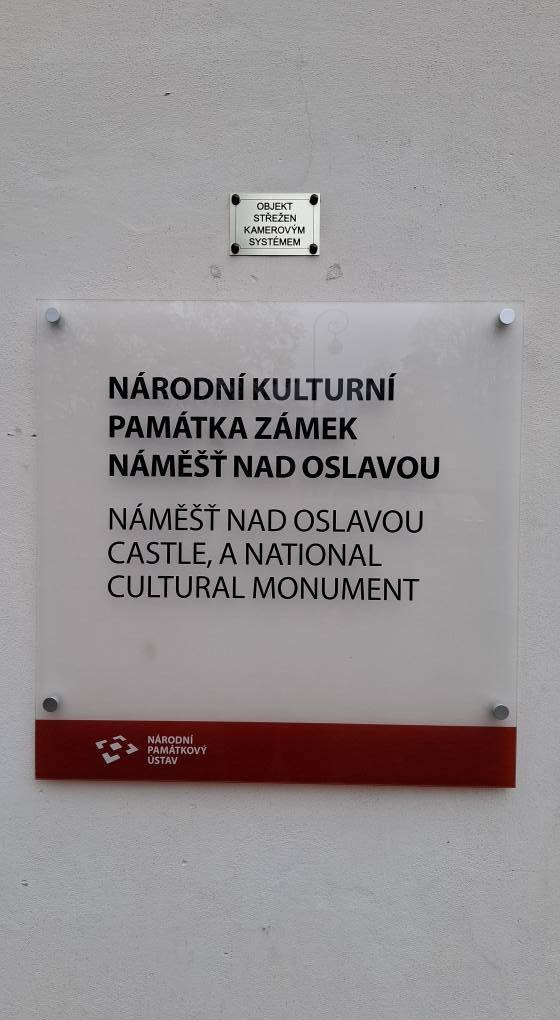 OBJEKT
STŘEŽEN
KAMEROVÝM
SYSTÉMEM
NÁRODNÍ KULTURNÍ
PAMÁTKA ZÁMEK
NÁMĚŠŤ NAD OSLAVOU
NÁMĚŠŤ NAD OSLAVOU
CASTLE, A NATIONAL
CULTURAL MONUMENT
NÁRODNÍ
PAMÁTKOVÝ
ÚSTAV